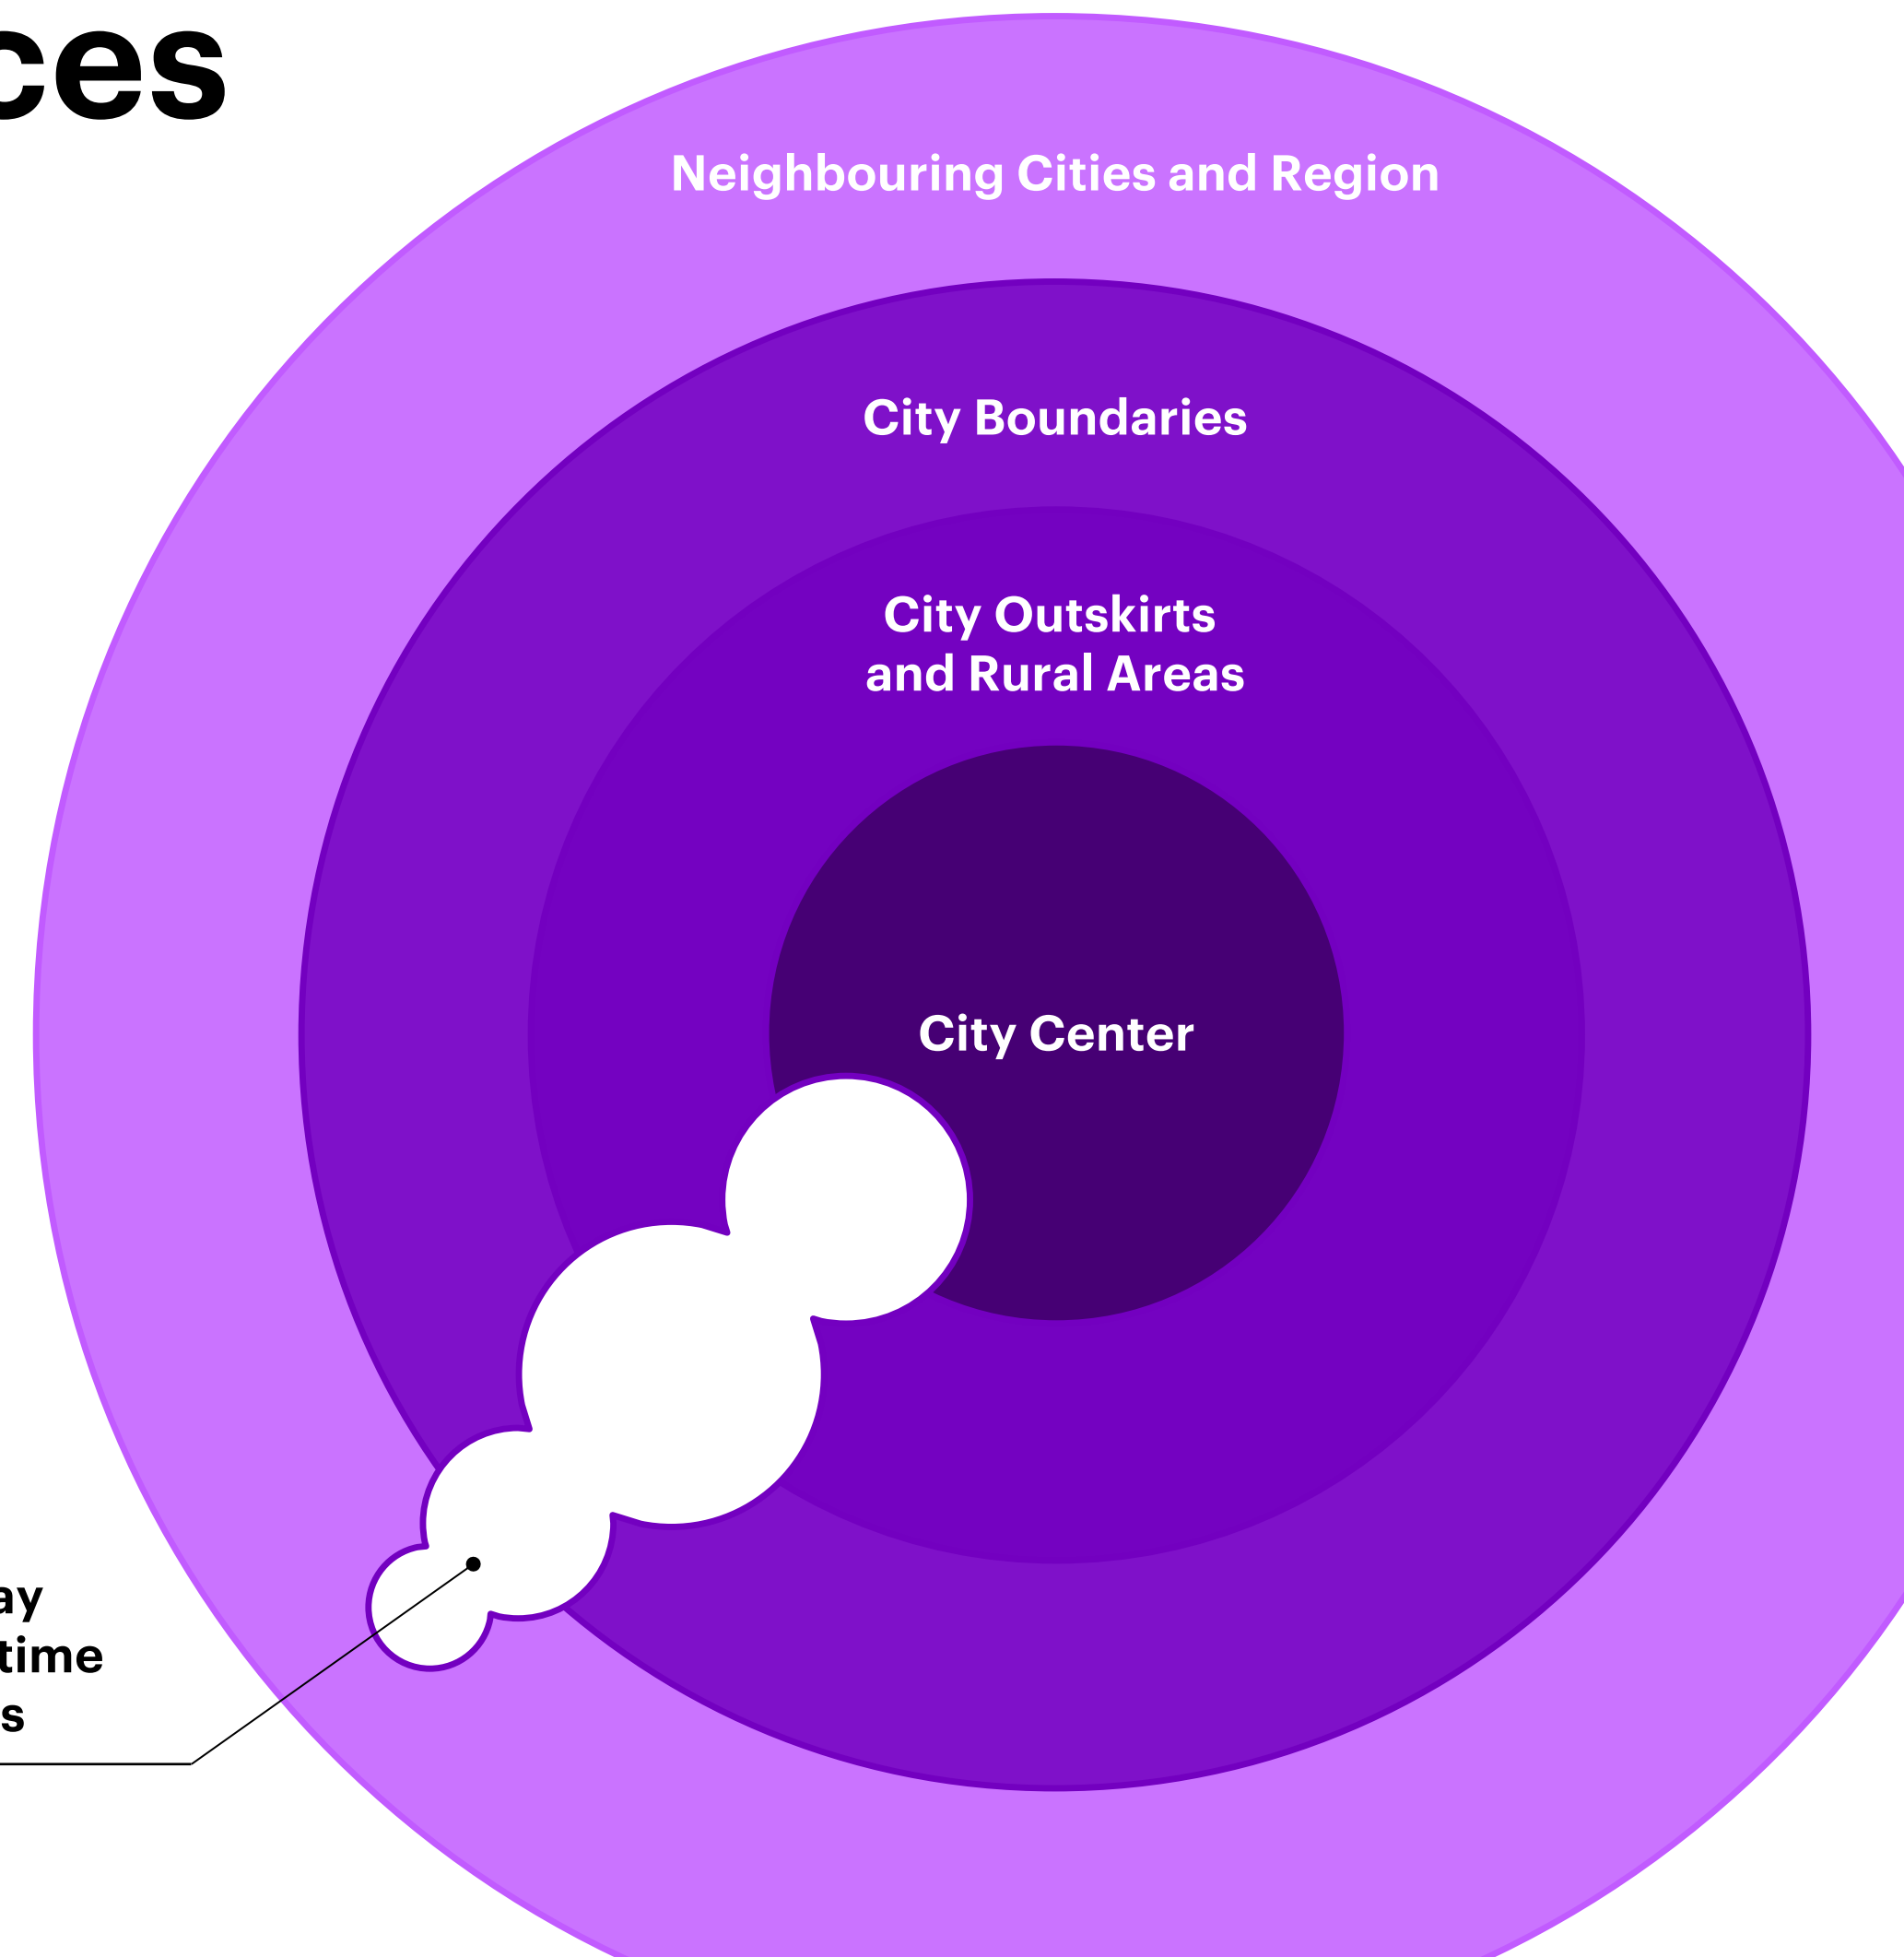 ces
Neighbouring Cities and Region
City Boundaries
City Outskirts
and Rural Areas
City Center
ay
time
s